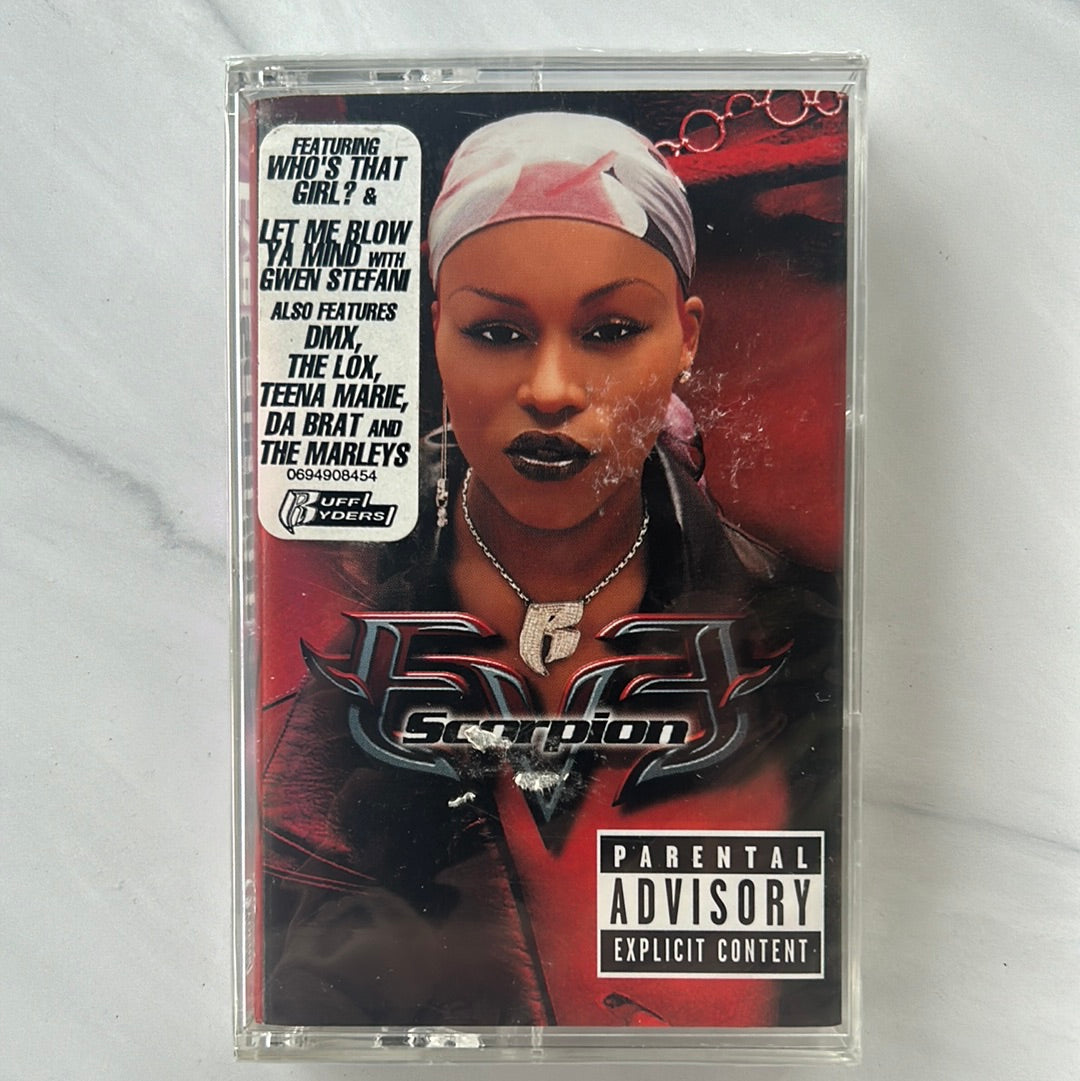 FEATURING
WHO'S THAT
GIRL? &
LET ME BLOW
YA MIND WITH
GWEN STEFANI
ALSO FEATURES
DMX,
THE LOX,
TEENA MARIE,
DA BRAT AND
THE MARLEYS
0694908454
RUFF
RYDERS
R
EVE
Scorpion
PARENTAL
ADVISORY
EXPLICIT CONTENT